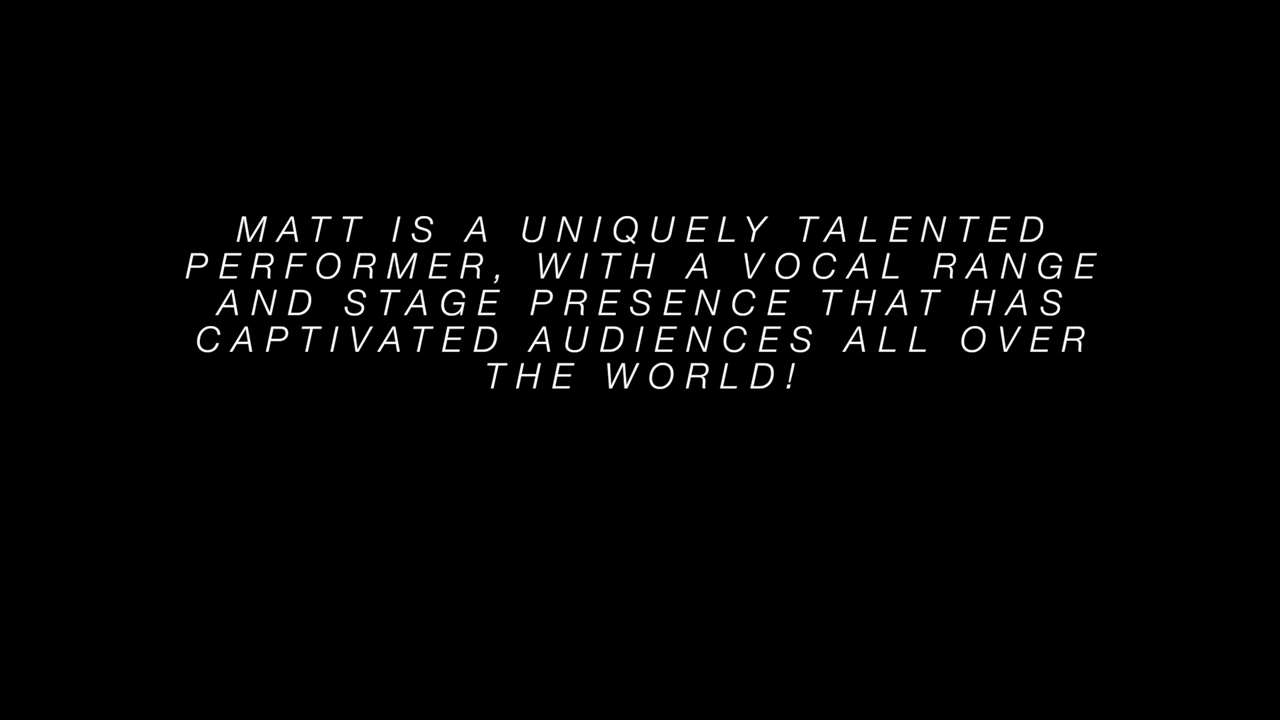 MATT IS A UNIQUELY TALENTED
PERFORMER, WITH A VOCAL RANGE
AND STAGE PRESENCE THAT HAS
CAPTIVATED AUDIENCES ALL OVER
THE WORLD!